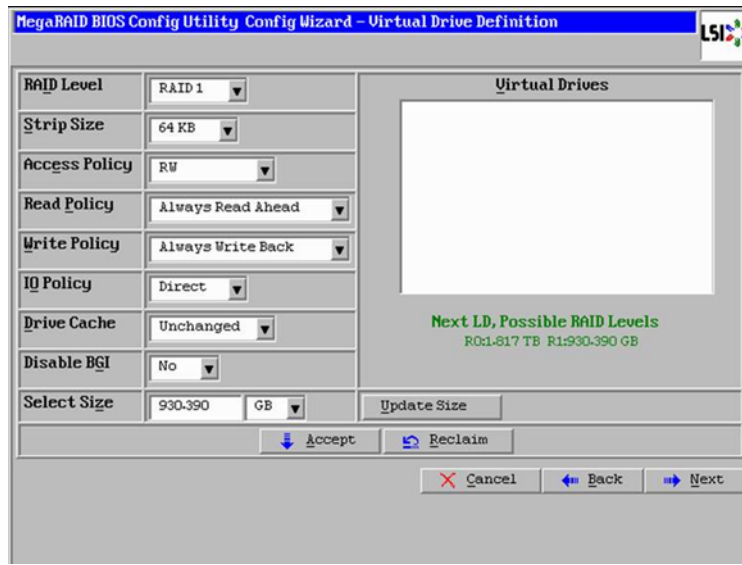 MegaRAID BIOS Config Utility Config Wizard - Virtual Drive Definition
LSI
RAID Level
RAID 1
Strip Size
64 KB
Access Policy
RW
Read Policy
Always Read Ahead
Write Policy
Always Write Back
IO Policy
Direct
Drive Cache
Unchanged
Disable BGI
No
Select Size
930.390
GB
Virtual Drives
Next LD, Possible RAID Levels
R0:1.817 TB R1:930.390 GB
Update Size
Accept
Reclaim
Cancel
Back
Next